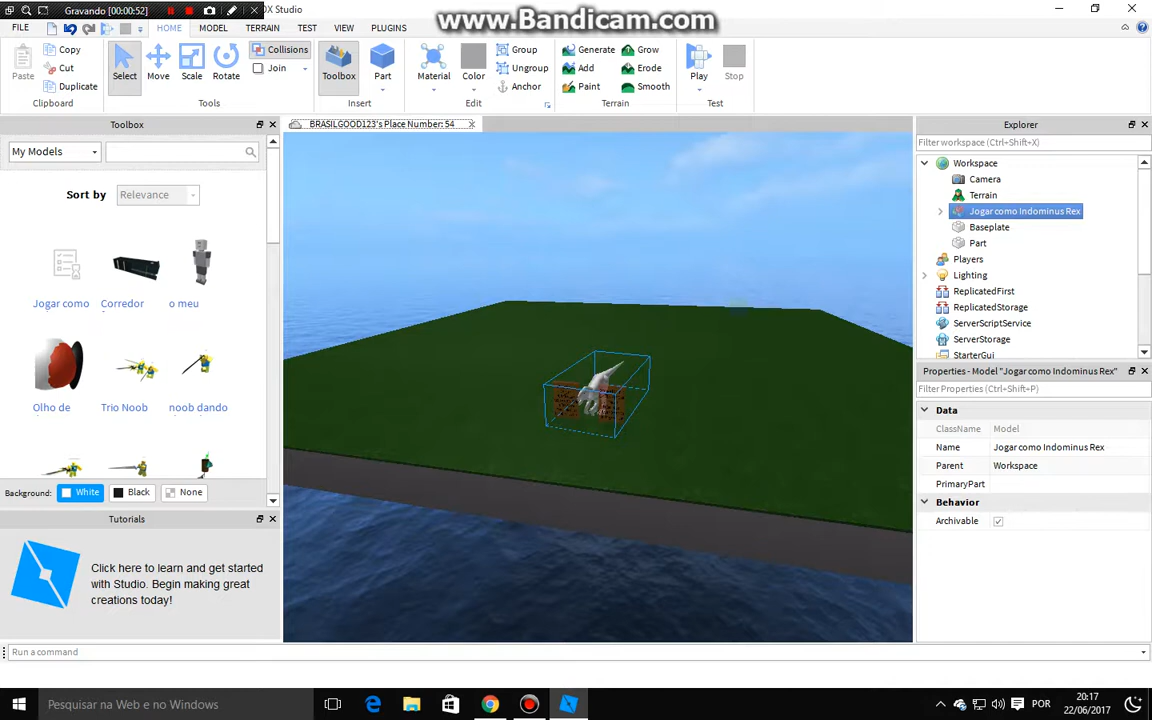 Gravando [00:00:52]
OX Studio
www.Bandicam.com
FILE
HOME
MODEL
TERRAIN
TEST
VIEW
PLUGINS
Paste
Copy
Cut
Duplicate
Clipboard
Select
Move
Scale
Rotate
Collisions
Join
Tools
Toolbox
Part
Insert
Material
Color
Group
Ungroup
Anchor
Edit
Generate
Grow
Add
Erode
Paint
Smooth
Terrain
Play
Stop
Test
Toolbox
My Models
Sort by
Relevance
Jogar como
Corredor
o meu
Olho de
Trio Noob
noob dando
Background:
White
Black
None
Tutorials
Click here to learn and get started with Studio. Begin making great creations today!
BRASILGOOD123's Place Number: 54
Explorer
Filter workspace (Ctrl+Shift+X)
Workspace
Camera
Terrain
Jogar como Indominus Rex
Baseplate
Part
Players
Lighting
ReplicatedFirst
ReplicatedStorage
ServerScriptService
ServerStorage
StarterGui
Properties - Model "Jogar como Indominus Rex"
Filter Properties (Ctrl+Shift+P)
Data
ClassName Model
Name Jogar como Indominus Rex
Parent Workspace
PrimaryPart
Behavior
Archivable
Run a command
Pesquisar na Web e no Windows
POR
20:17
22/06/2017